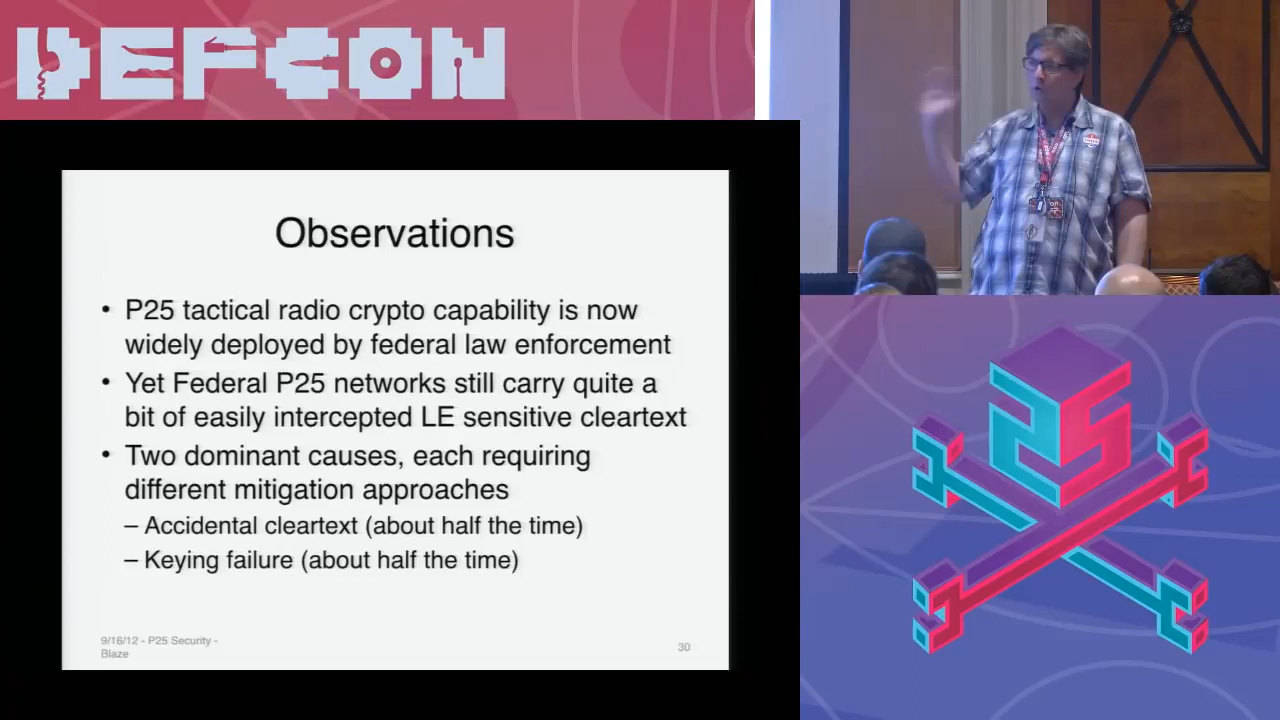 DEFCON
Observations
• P25 tactical radio crypto capability is now
widely deployed by federal law enforcement
• Yet Federal P25 networks still carry quite a
bit of easily intercepted LE sensitive cleartext
• Two dominant causes, each requiring
different mitigation approaches
– Accidental cleartext (about half the time)
– Keying failure (about half the time)
9/16/12 - P25 Security -
Blaze
30
25